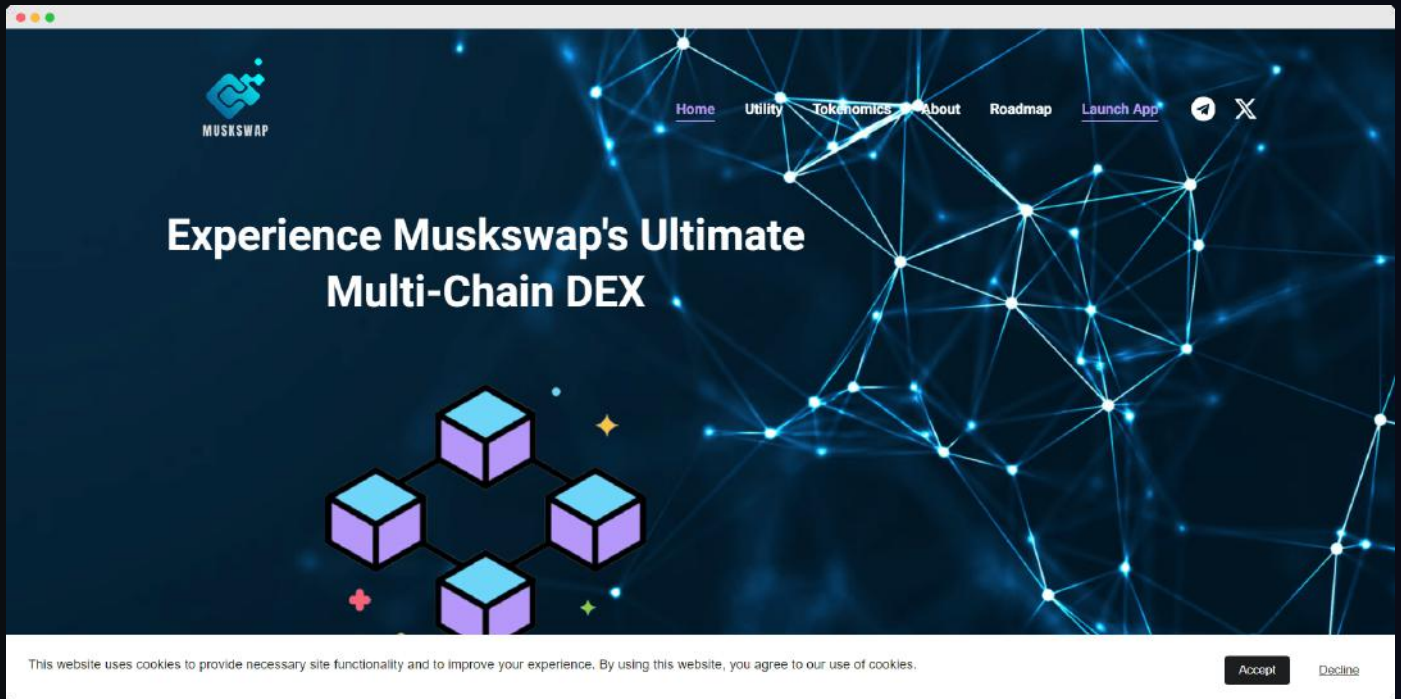 MUSKSWAP
Home Utility Tokenomics About Roadmap Launch App
Experience Muskswap's Ultimate
Multi-Chain DEX
This website uses cookies to provide necessary site functionality and to improve your experience. By using this website, you agree to our use of cookies.
Accept Decline